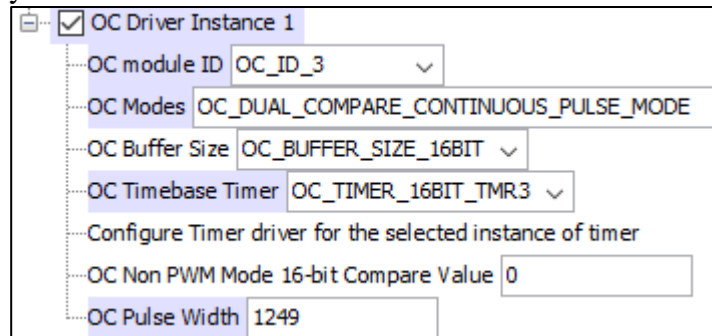 OC Driver Instance 1
OC module ID OC_ID_3
OC Modes OC_DUAL_COMPARE_CONTINUOUS_PULSE_MODE
OC Buffer Size OC_BUFFER_SIZE_16BIT
OC Timebase Timer OC_TIMER_16BIT_TMR3
Configure Timer driver for the selected instance of timer
OC Non PWM Mode 16-bit Compare Value 0
OC Pulse Width 1249